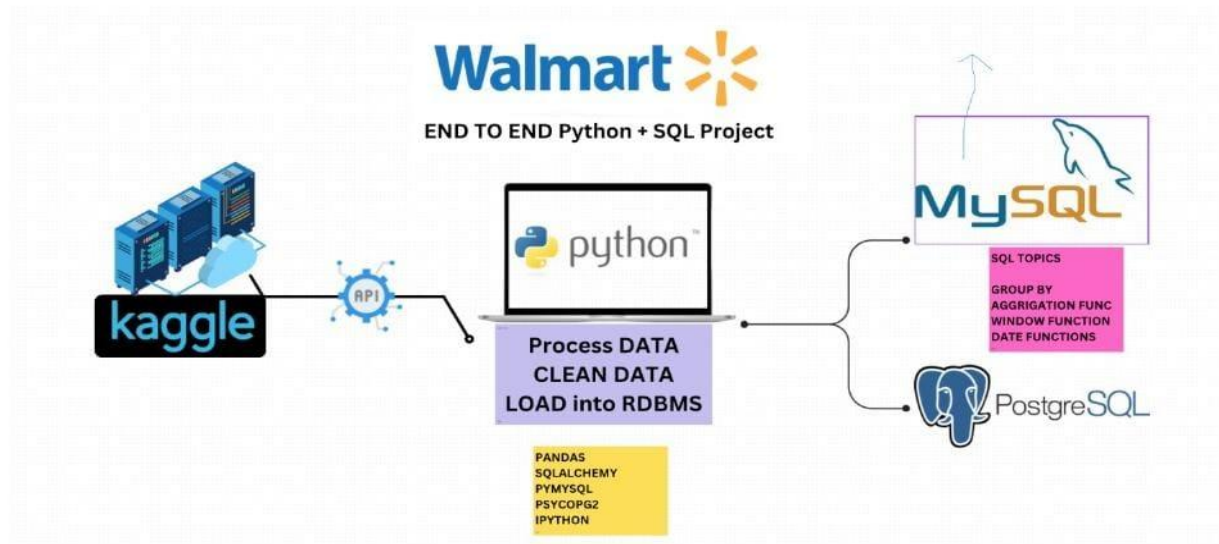 Walmart
END TO END Python + SQL Project
kaggle
API
python
Process DATA
CLEAN DATA
LOAD into RDBMS
PANDAS
SQLALCHEMY
PYMYSQL
PSYCOPG2
IPYTHON
MySQL
SQL TOPICS
GROUP BY
AGGRIGATION FUNC
WINDOW FUNCTION
DATE FUNCTIONS
PostgreSQL